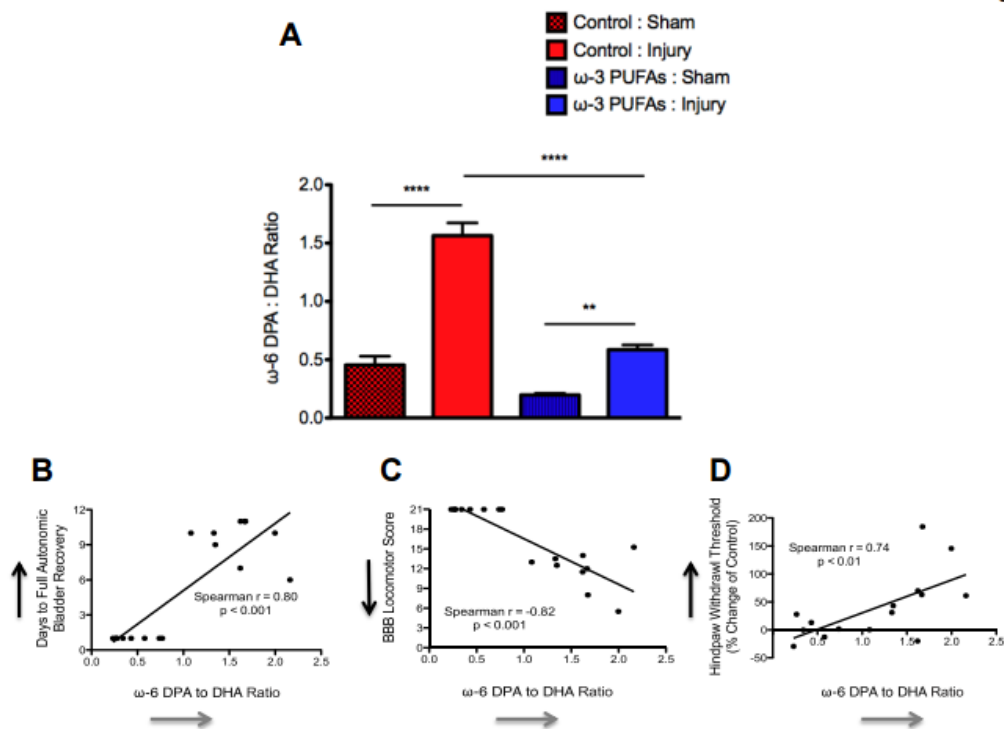 A
Control : Sham
Control : Injury
ω-3 PUFAs : Sham
ω-3 PUFAs : Injury
****
****
**
ω-6 DPA : DHA Ratio
2.0
1.5
1.0
0.5
0.0
B
Days to Full Autonomic
Bladder Recovery
12
9
6
3
0
Spearman r = 0.80
p < 0.001
0.0 0.5 1.0 1.5 2.0 2.5
ω-6 DPA to DHA Ratio
C
BBB Locomotor Score
21
18
15
12
9
6
3
0
Spearman r = -0.82
p < 0.001
0.0 0.5 1.0 1.5 2.0 2.5
ω-6 DPA to DHA Ratio
D
Hindpaw Withdrawl Threshold
(% Change of Control)
200
150
100
50
0
-50
Spearman r = 0.74
p < 0.01
0.5 1.0 1.5 2.0 2.5
ω-6 DPA to DHA Ratio